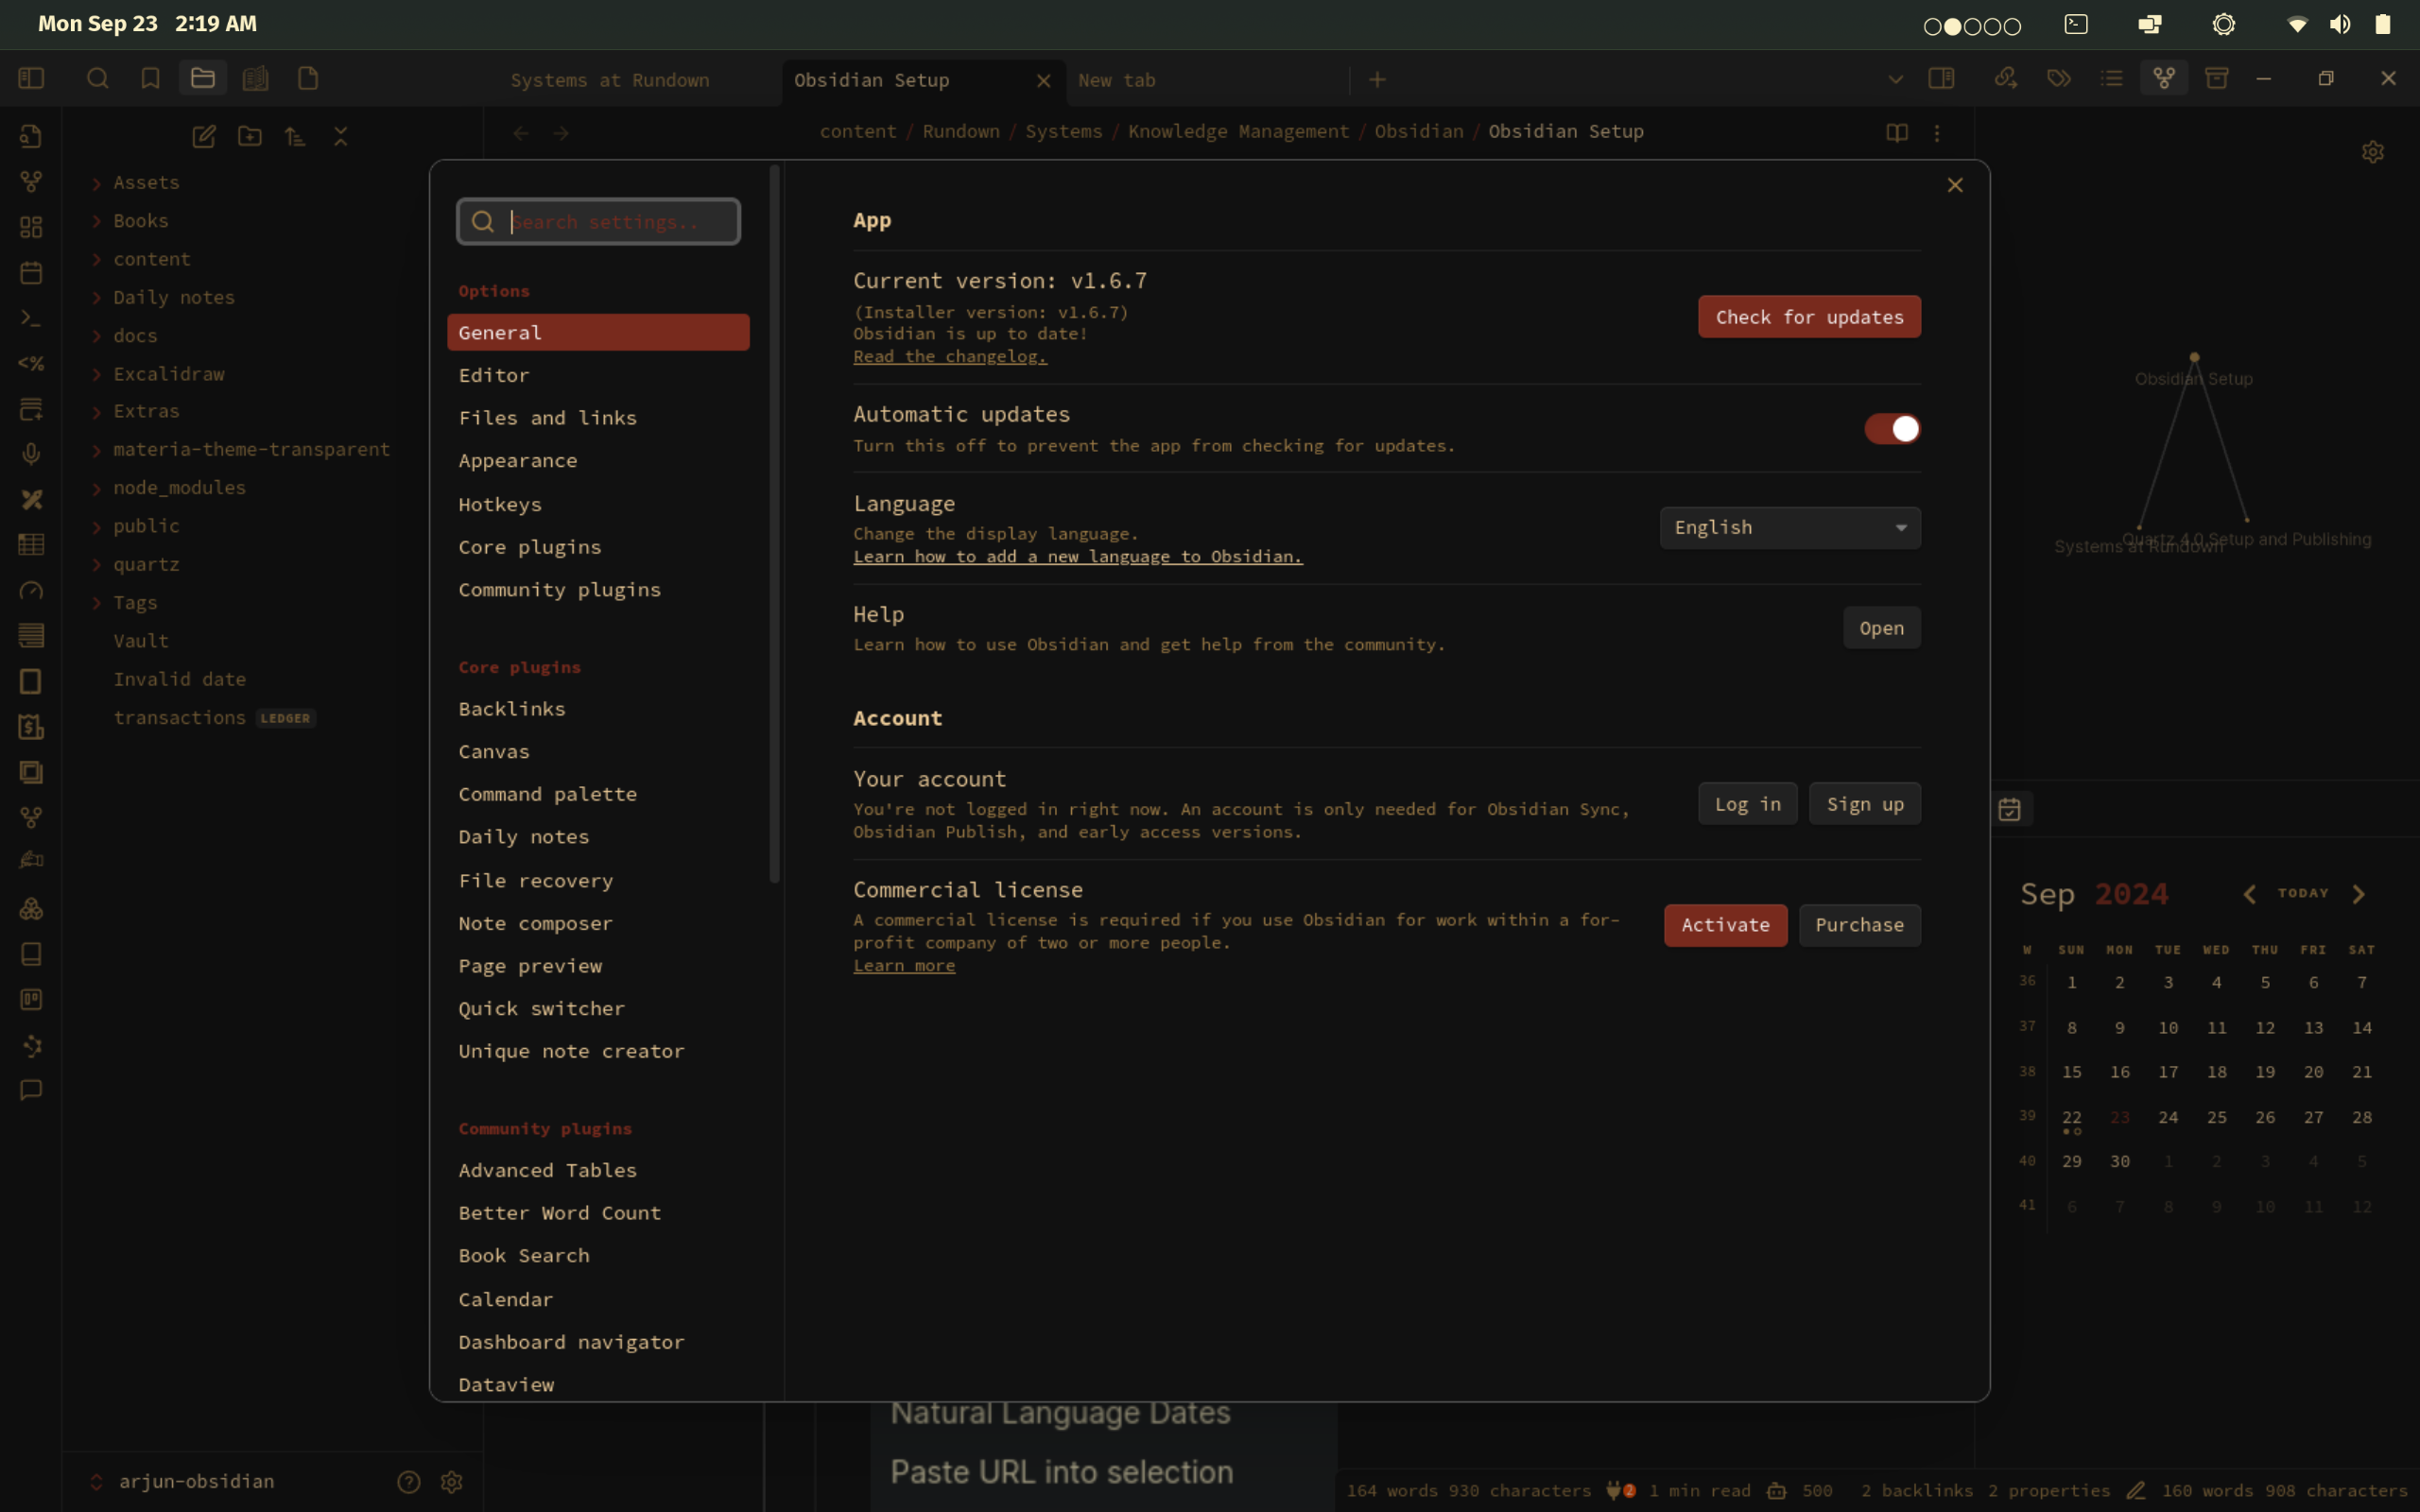 Mon Sep 23 2:19 AM
Systems at Rundown
Obsidian Setup
New tab
content / Rundown / Systems / Knowledge Management / Obsidian / Obsidian Setup
Assets
Books
content
Daily notes
docs
Excalidraw
Extras
materia-theme-transparent
node_modules
public
quartz
Tags
Vault
Invalid date
transactions LEDGER
arjun-obsidian
Search settings..
Options
General
Editor
Files and links
Appearance
Hotkeys
Core plugins
Community plugins
Core plugins
Backlinks
Canvas
Command palette
Daily notes
File recovery
Note composer
Page preview
Quick switcher
Unique note creator
Community plugins
Advanced Tables
Better Word Count
Book Search
Calendar
Dashboard navigator
Dataview
App
Current version: v1.6.7
(Installer version: v1.6.7)
Obsidian is up to date!
Read the changelog.
Check for updates
Automatic updates
Turn this off to prevent the app from checking for updates.
Language
Change the display language.
Learn how to add a new language to Obsidian.
English
Help
Learn how to use Obsidian and get help from the community.
Open
Account
Your account
You're not logged in right now. An account is only needed for Obsidian Sync,
Obsidian Publish, and early access versions.
Log in
Sign up
Commercial license
A commercial license is required if you use Obsidian for work within a for-
profit company of two or more people.
Learn more
Activate
Purchase
Natural Language Dates
Paste URL into selection
Obsidian Setup
Quartz 4.0 Setup and Publishing
Systems at Rundown
Sep 2024
TODAY
W SUN MON TUE WED THU FRI SAT
36 1 2 3 4 5 6 7
37 8 9 10 11 12 13 14
38 15 16 17 18 19 20 21
39 22 23 24 25 26 27 28
40 29 30 1 2 3 4 5
41 6 7 8 9 10 11 12
164 words 930 characters 2 1 min read 500 2 backlinks 2 properties 160 words 908 characters